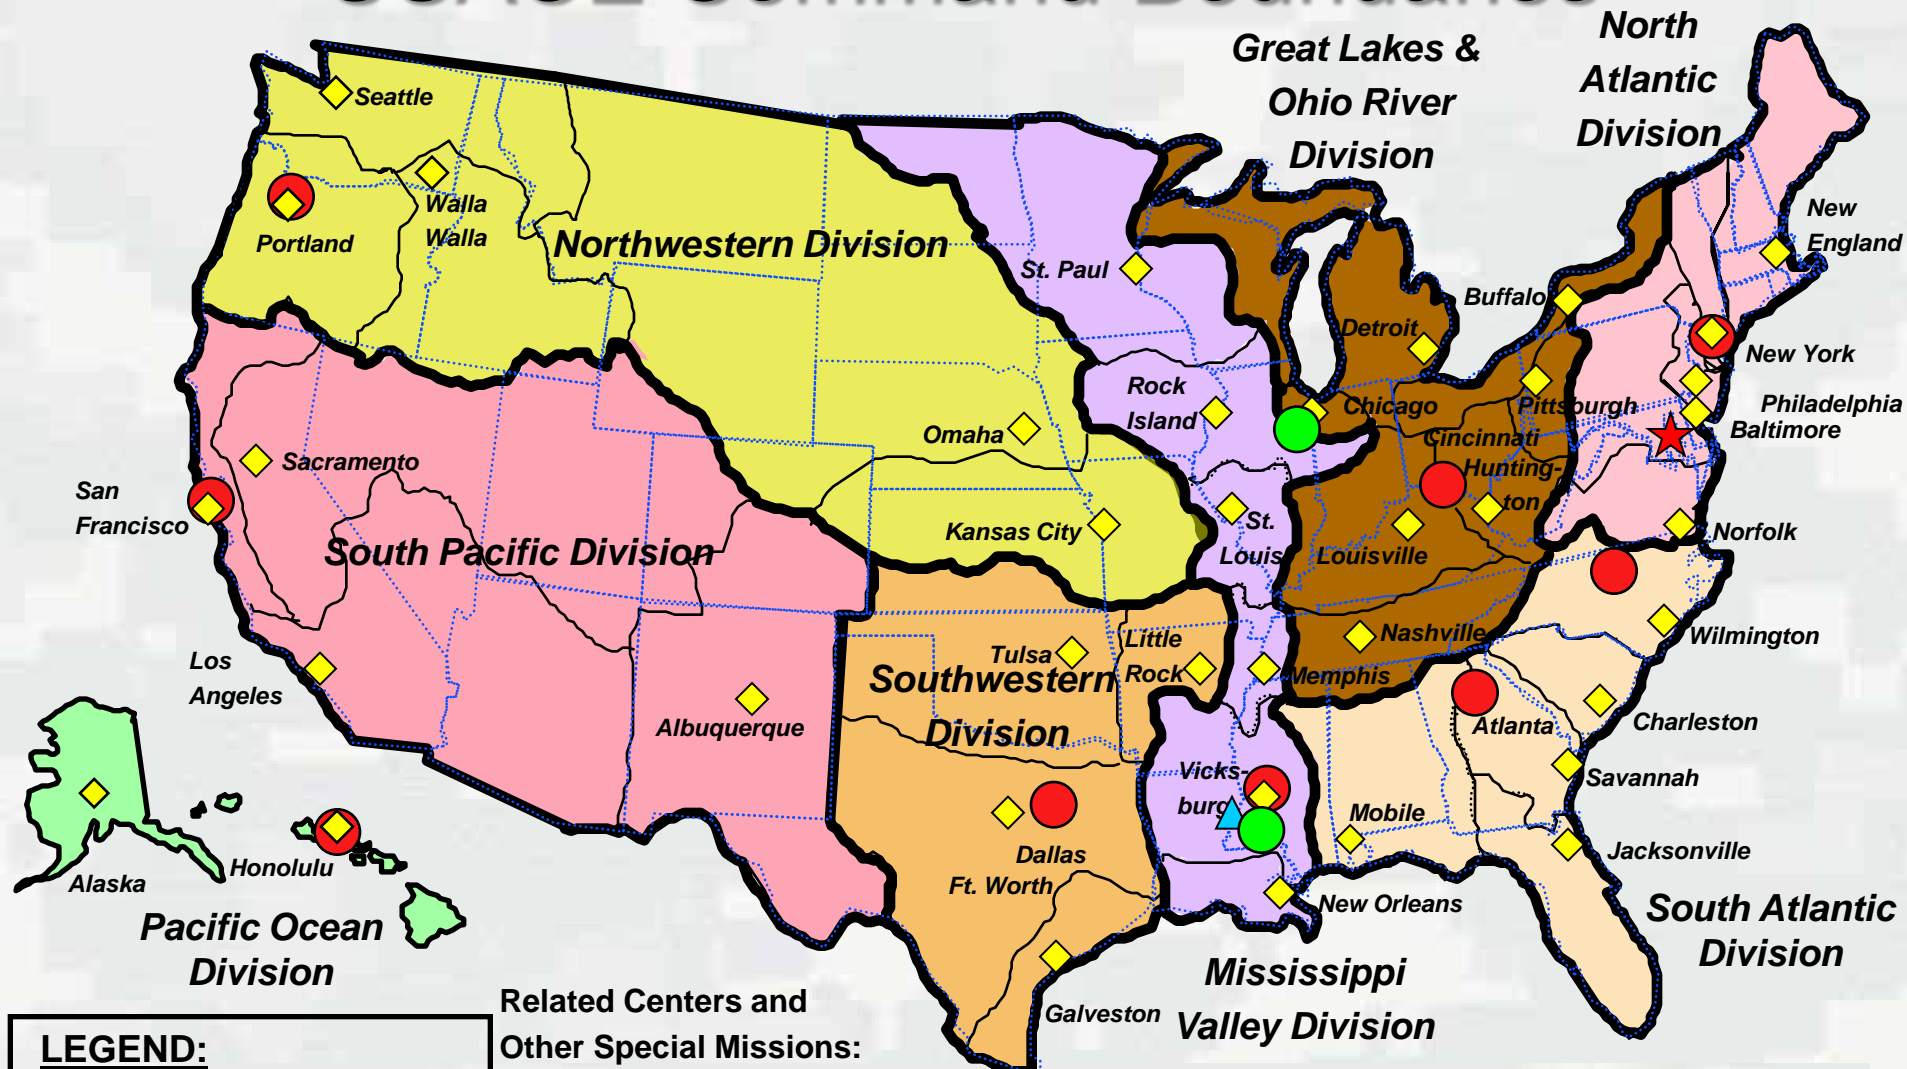 Great Lakes &
Ohio River
Division
North
Atlantic
Division
Seattle
Walla
Walla
Portland
Northwestern Division
New
England
St. Paul
Buffalo
Detroit
New York
Rock
Island
Chicago
Pittsburgh
Philadelphia
Baltimore
Omaha
Cincinnati
Hunting-
ton
Sacramento
San
Francisco
Kansas City
St.
Louis
Louisville
Norfolk
South Pacific Division
Nashville
Wilmington
Little
Rock
Tulsa
Memphis
Los
Angeles
Southwestern
Division
Albuquerque
Atlanta
Charleston
Vicks-
burg
Savannah
Mobile
Jacksonville
Dallas
Ft. Worth
Honolulu
Alaska
New Orleans
South Atlantic
Division
Pacific Ocean
Division
Mississippi
Valley Division
Galveston
Related Centers and
Other Special Missions:
LEGEND: